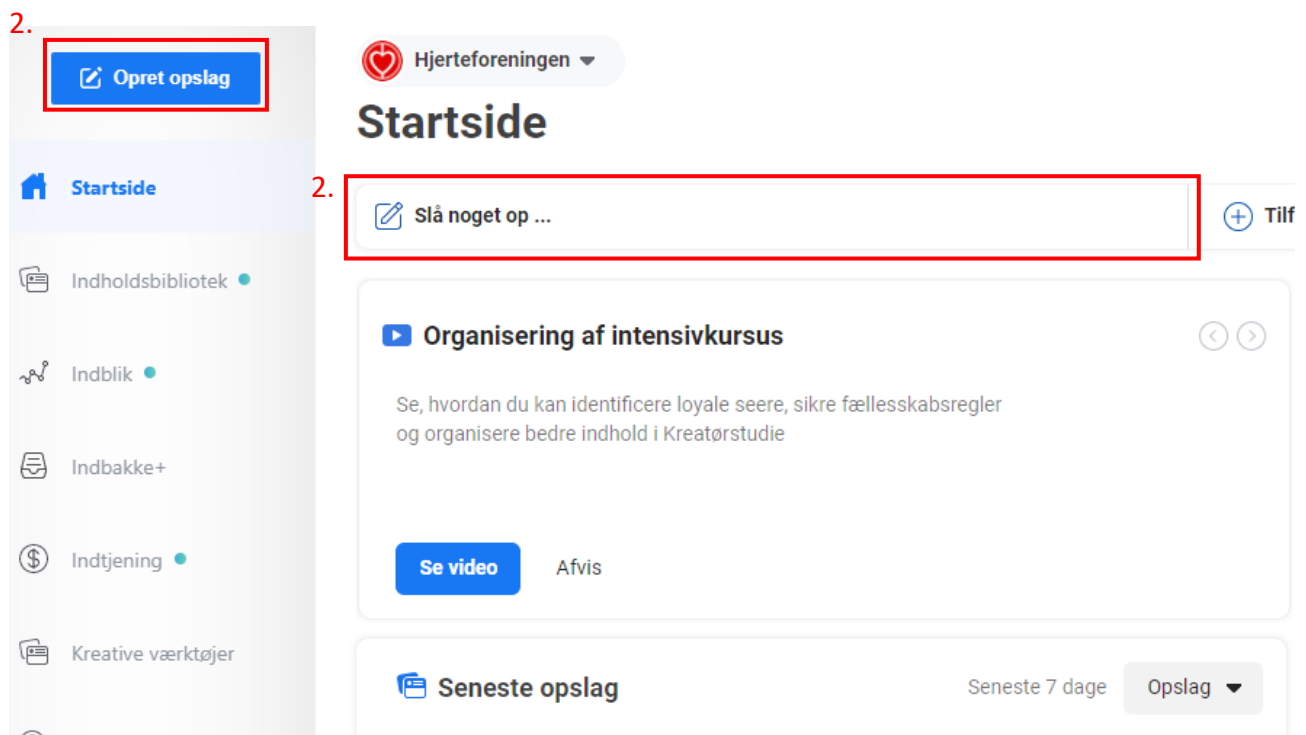 2.
Opret opslag
Startside
Indholdsbibliotek
Indblik
Indbakke+
Indtjening
Kreative værktøjer
Hjerteforeningen
Startside
2.
Slå noget op ...
Tilf
Organisering af intensivkursus
Se, hvordan du kan identificere loyale seere, sikre fællesskabsregler
og organisere bedre indhold i Kreatørstudie
Se video Afvis
Seneste opslag Seneste 7 dage Opslag